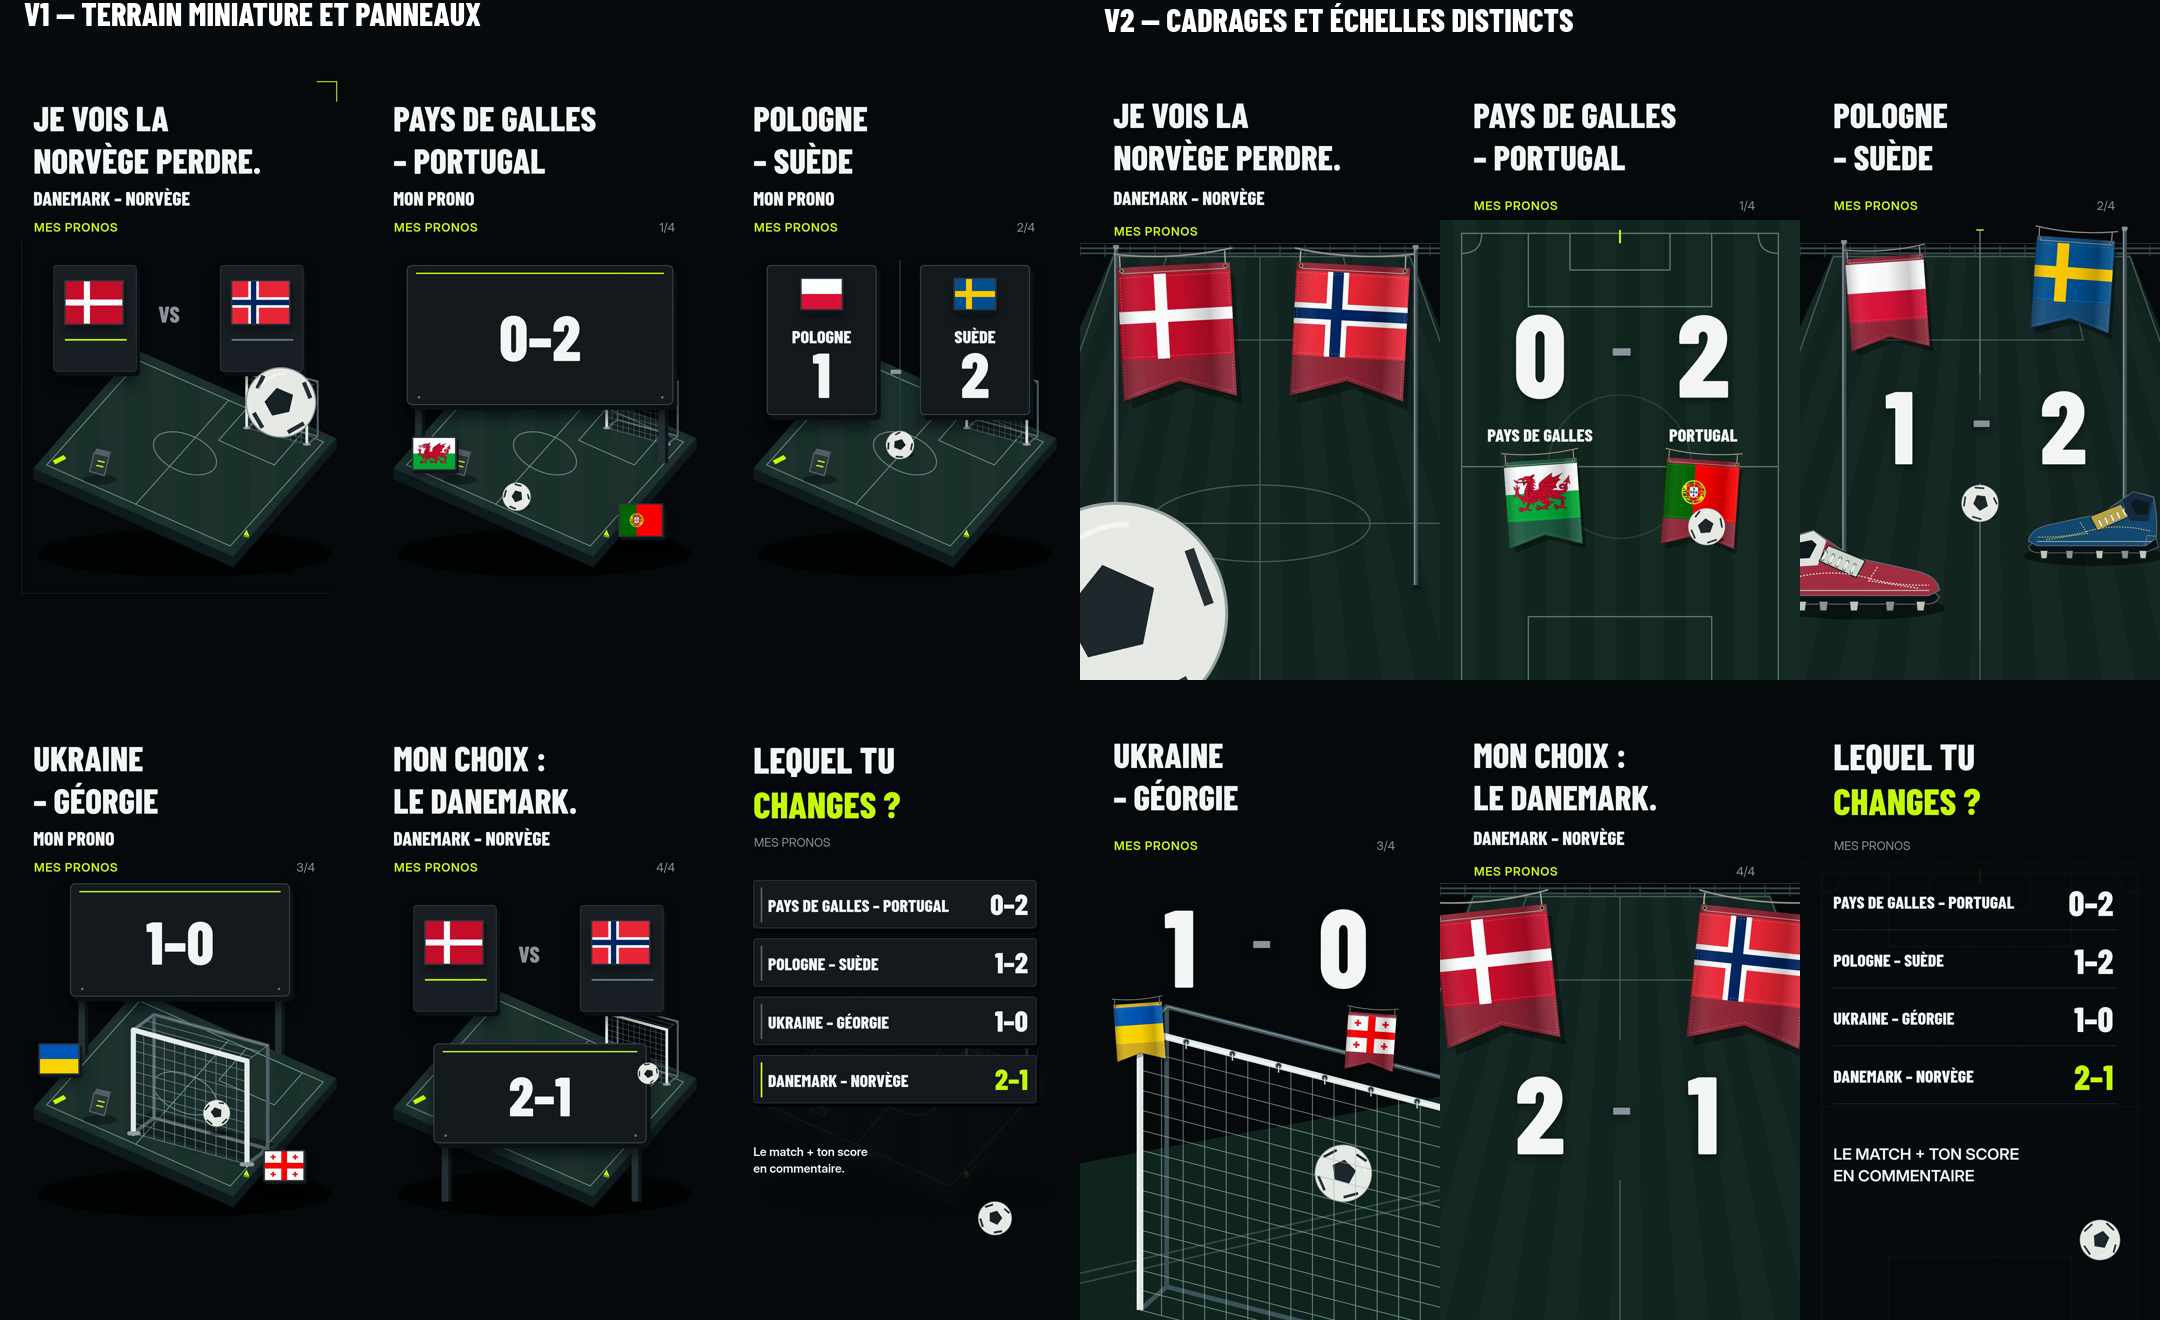 V1 — TERRAIN MINIATURE ET PANNEAUX
JE VOIS LA
NORVÈGE PERDRE.
DANEMARK – NORVÈGE
MES PRONOS
VS
PAYS DE GALLES
– PORTUGAL
MON PRONO
MES PRONOS
1/4
0–2
POLOGNE
– SUÈDE
MON PRONO
MES PRONOS
2/4
POLOGNE
1
SUÈDE
2
UKRAINE
– GÉORGIE
MON PRONO
MES PRONOS
3/4
1–0
MON CHOIX :
LE DANEMARK.
DANEMARK – NORVÈGE
MES PRONOS
4/4
VS
2–1
LEQUEL TU
CHANGES ?
MES PRONOS
PAYS DE GALLES – PORTUGAL 0–2
POLOGNE – SUÈDE 1–2
UKRAINE – GÉORGIE 1–0
DANEMARK – NORVÈGE 2–1
Le match + ton score
en commentaire.
V2 — CADRAGES ET ÉCHELLES DISTINCTS
JE VOIS LA
NORVÈGE PERDRE.
DANEMARK – NORVÈGE
MES PRONOS
PAYS DE GALLES
– PORTUGAL
MES PRONOS
1/4
0 - 2
PAYS DE GALLES
PORTUGAL
POLOGNE
– SUÈDE
MES PRONOS
2/4
1 - 2
UKRAINE
– GÉORGIE
MES PRONOS
3/4
1 - 0
MON CHOIX :
LE DANEMARK.
DANEMARK – NORVÈGE
MES PRONOS
4/4
2 - 1
LEQUEL TU
CHANGES ?
MES PRONOS
PAYS DE GALLES – PORTUGAL 0–2
POLOGNE – SUÈDE 1–2
UKRAINE – GÉORGIE 1–0
DANEMARK – NORVÈGE 2–1
LE MATCH + TON SCORE
EN COMMENTAIRE